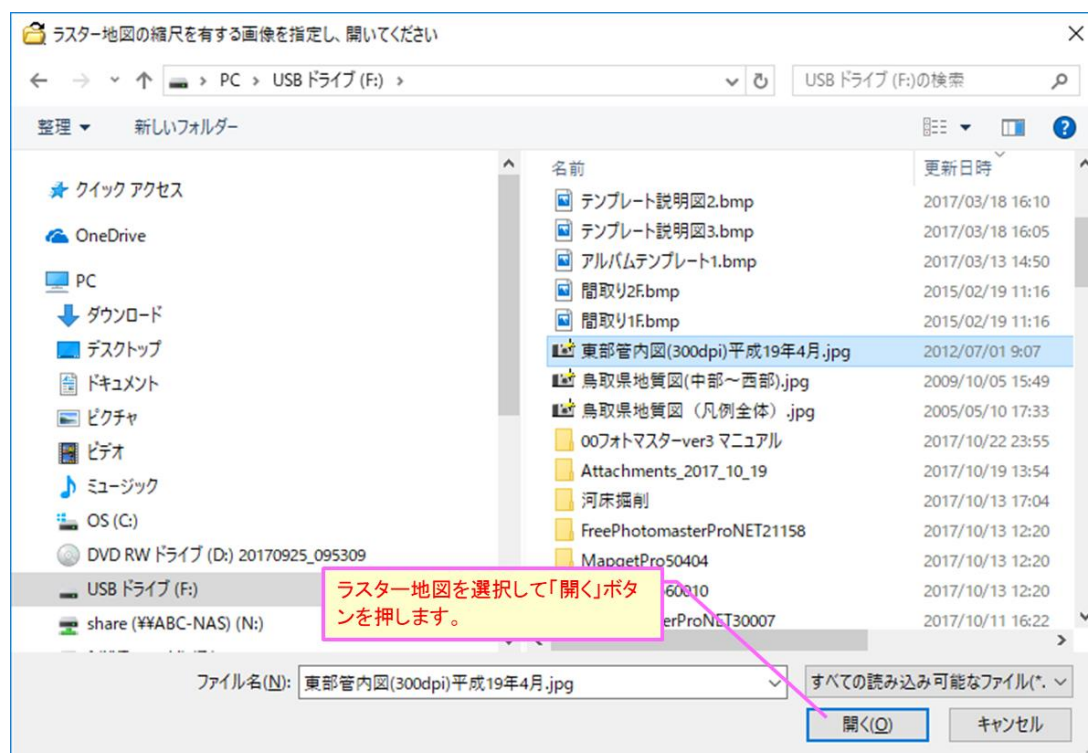 ラスター地図の縮尺を有する画像を指定し、開いてください
PC › USB ドライブ (F:) ›
USB ドライブ (F:)の検索
整理
新しいフォルダー
クイック アクセス
OneDrive
PC
ダウンロード
デスクトップ
ドキュメント
ピクチャ
ビデオ
ミュージック
OS (C:)
DVD RW ドライブ (D:) 20170925_095309
USB ドライブ (F:)
share (¥¥ABC-NAS) (N:)
名前 更新日時
テンプレート説明図2.bmp 2017/03/18 16:10
テンプレート説明図3.bmp 2017/03/18 16:05
アルバムテンプレート1.bmp 2017/03/13 14:50
間取り2F.bmp 2015/02/19 11:16
間取り1F.bmp 2015/02/19 11:16
東部管内図(300dpi)平成19年4月.jpg 2012/07/01 9:07
鳥取県地質図(中部～西部).jpg 2009/10/05 15:49
鳥取県地質図（凡例全体）.jpg 2005/05/10 17:33
00フォトマスターver3 マニュアル 2017/10/22 23:55
Attachments_2017_10_19 2017/10/19 13:54
河床掘削 2017/10/13 17:04
FreePhotomasterProNET21158 2017/10/13 12:20
MapgetPro50404 2017/10/13 12:20
60010 2017/10/13 12:20
erProNET30007 2017/10/11 16:22
ラスター地図を選択して「開く」ボタ
ンを押します。
ファイル名(N): 東部管内図(300dpi)平成19年4月.jpg
すべての読み込み可能なファイル(*.
開く(O)
キャンセル